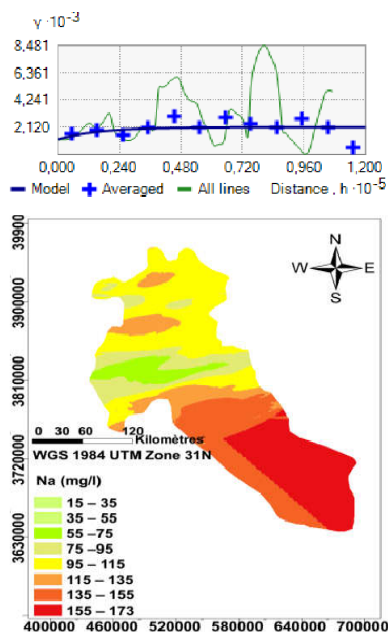 γ ·10⁻³
8,481
6,361
4,241
2,120
0,000 0,240 0,480 0,720 0,960 1,200
Model Averaged All lines Distance , h ·10⁻⁵
N
W E
S
39900
3900000
3810000
3720000
3630000
0 30 60 120 Kilomètres
WGS 1984 UTM Zone 31N
Na (mg/l)
15 – 35
35 – 55
55 – 75
75 –95
95 – 115
115 – 135
135 – 155
155 – 173
400000 460000 520000 580000 640000 700000